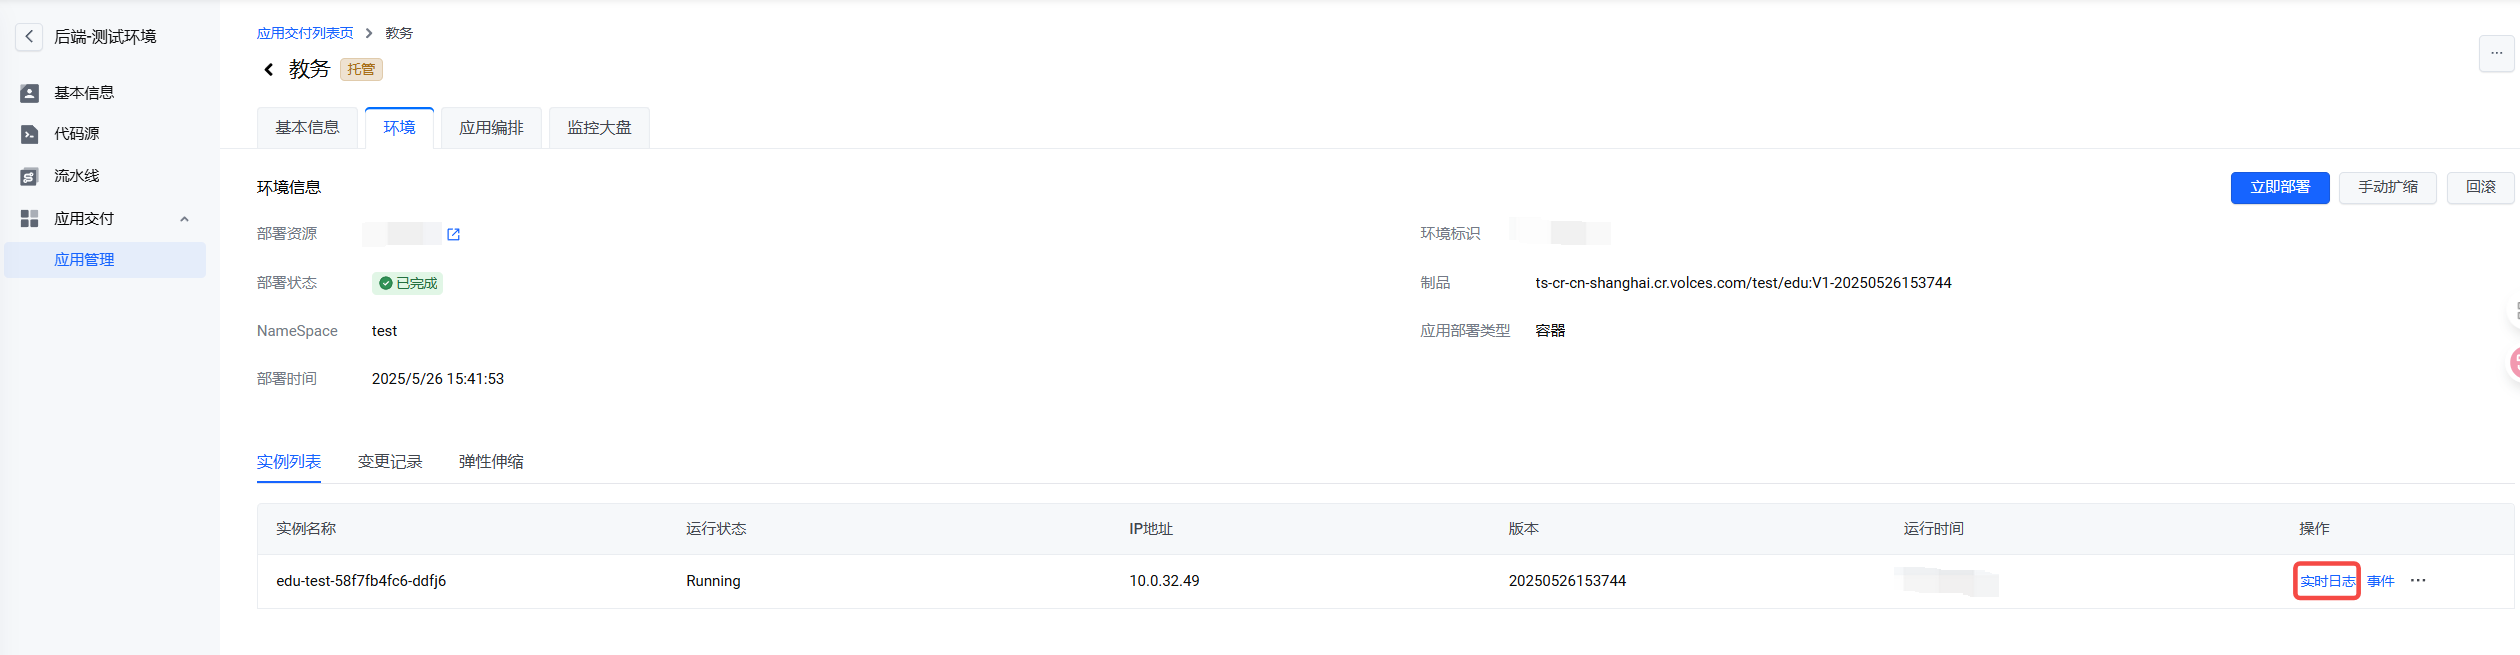 后端-测试环境
基本信息
代码源
流水线
应用交付
应用管理
应用交付列表页 > 教务
教务 托管
...
基本信息 环境 应用编排 监控大盘
环境信息
立即部署 手动扩缩 回滚
部署资源
环境标识
部署状态 已完成
制品 ts-cr-cn-shanghai.cr.volces.com/test/edu:V1-20250526153744
NameSpace test
应用部署类型 容器
部署时间 2025/5/26 15:41:53
实例列表 变更记录 弹性伸缩
实例名称 运行状态 IP地址 版本 运行时间 操作
edu-test-58f7fb4fc6-ddfj6 Running 10.0.32.49 20250526153744 实时日志 事件 ...